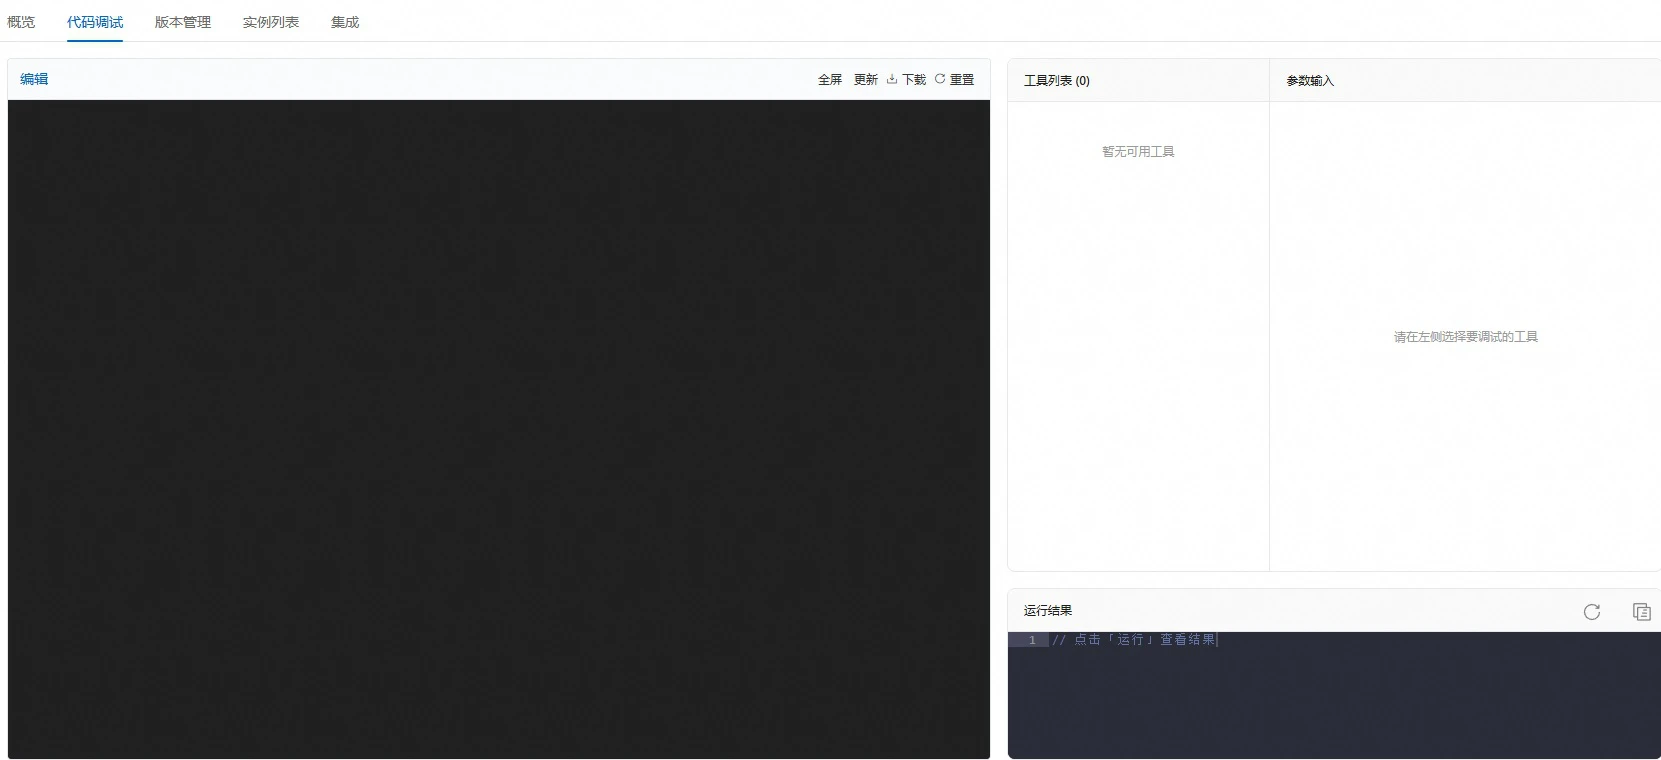 概览 代码调试 版本管理 实例列表 集成
编辑 全屏 更新 下载 重置
工具列表 (0) 参数输入
暂无可用工具
请在左侧选择要调试的工具
运行结果
1 // 点击「运行」查看结果